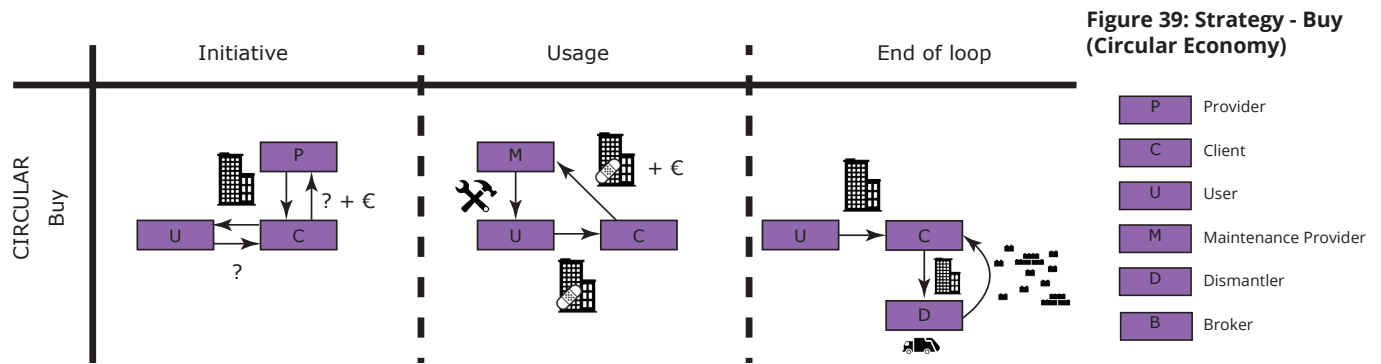 Figure 39: Strategy - Buy
(Circular Economy)
Initiative
Usage
End of loop
CIRCULAR
Buy
P
? + €
U
C
?
M
+ €
U
C
U
C
D
P Provider
C Client
U User
M Maintenance Provider
D Dismantler
B Broker